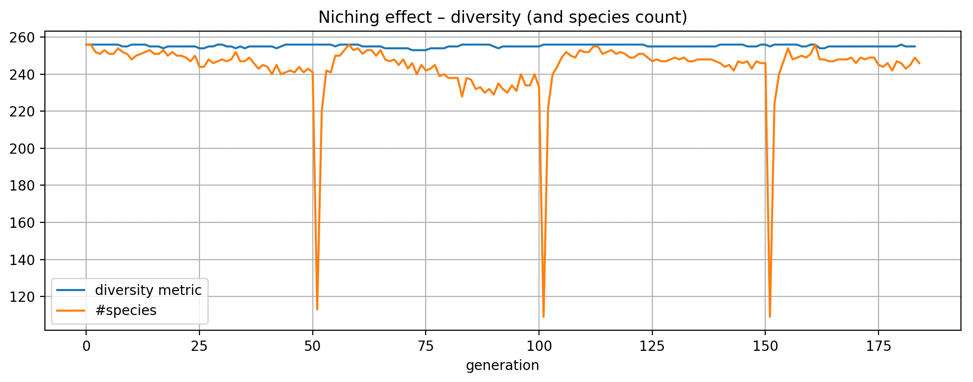 Niching effect – diversity (and species count)
260
240
220
200
180
160
140
120
diversity metric
#species
0 25 50 75 100 125 150 175
generation